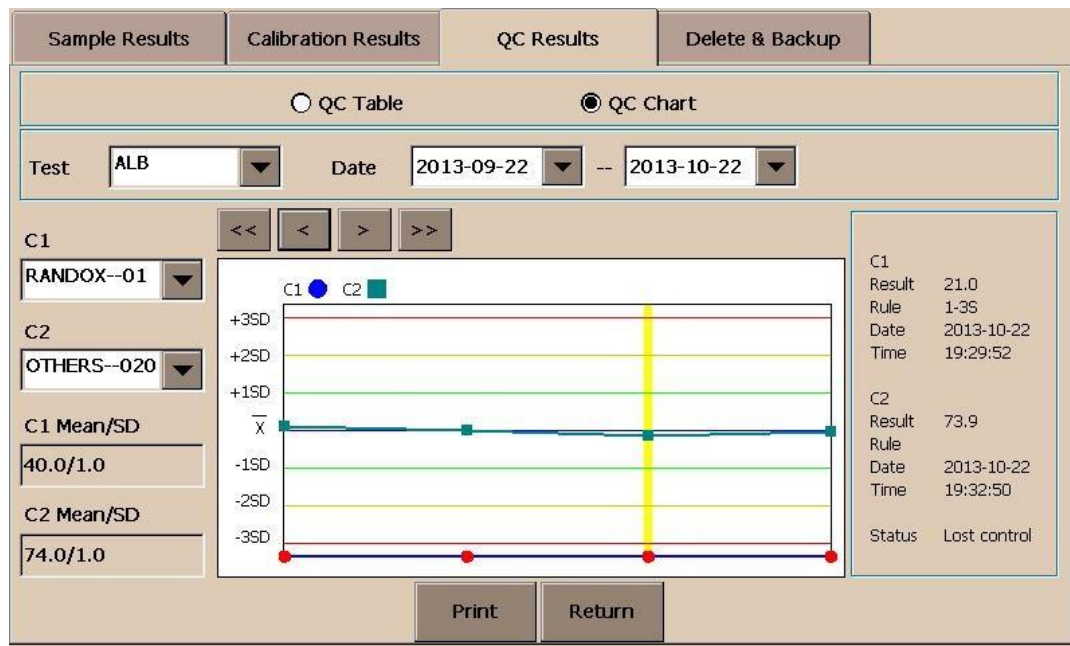 Sample Results Calibration Results QC Results Delete & Backup
QC Table QC Chart
Test ALB Date 2013-09-22 -- 2013-10-22
<< < > >>
C1
RANDOX--01
C2
OTHERS--020
C1 Mean/SD
40.0/1.0
C2 Mean/SD
74.0/1.0
C1 C2
+3SD
+2SD
+1SD
X̅
-1SD
-2SD
-3SD
C1
Result 21.0
Rule 1-3S
Date 2013-10-22
Time 19:29:52
C2
Result 73.9
Rule
Date 2013-10-22
Time 19:32:50
Status Lost control
Print Return